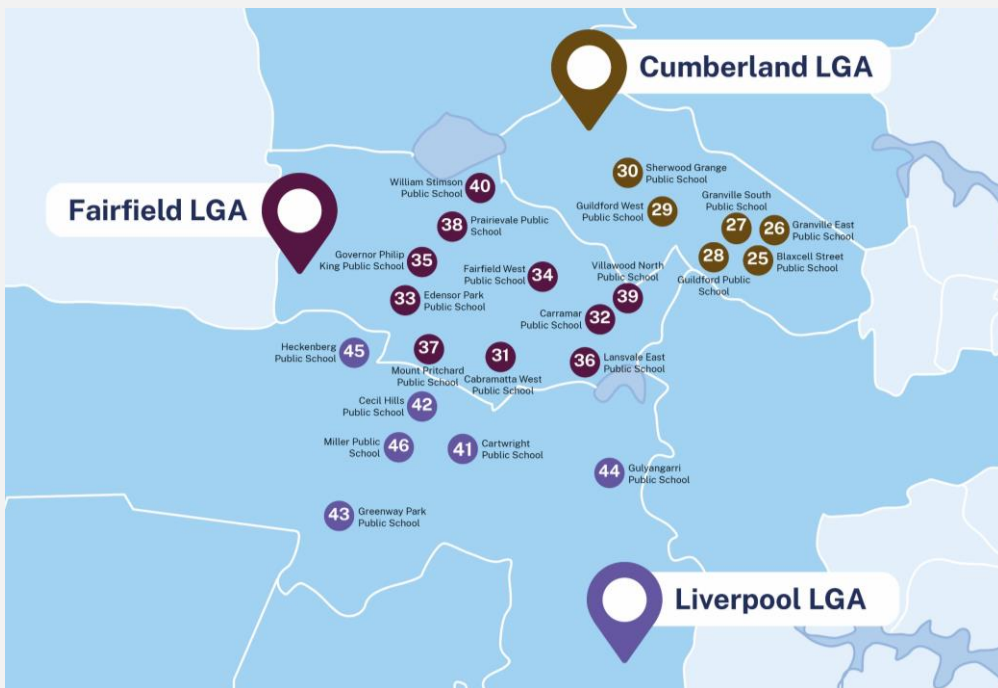 Cumberland LGA
30
Sherwood Grange
Public School
William Stimson
Public School
40
Granville South
Public School
Guildford West
Public School
29
Fairfield LGA
38
Prairievale Public
School
27
26
Granville East
Public School
Governor Philip
King Public School
35
Fairfield West
Public School
34
Villawood North
Public School
28
Guildford Public
School
25
Blaxcell Street
Public School
33
Edensor Park
Public School
39
Carramar
Public School
32
Heckenberg
Public School
45
37
Mount Pritchard
Public School
31
Cabramatta West
Public School
36
Lansvale East
Public School
Cecil Hills
Public School
42
Miller Public
School
46
41
Cartwright
Public School
44
Gulyangarri
Public School
43
Greenway Park
Public School
Liverpool LGA